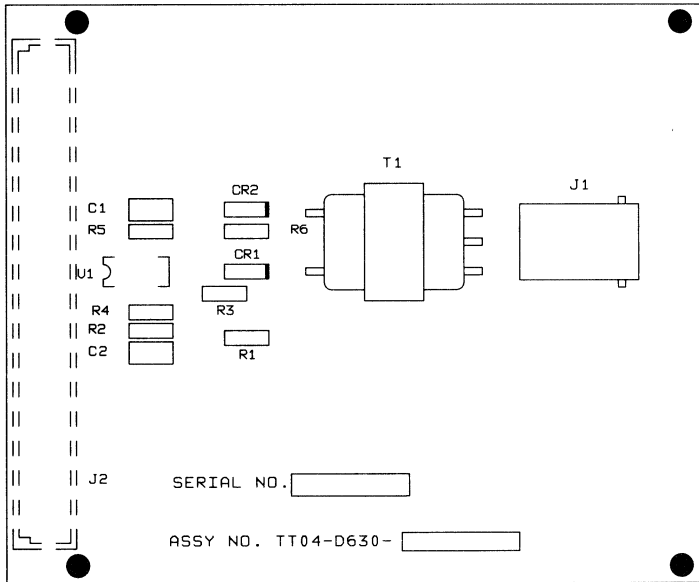 T1
J1
CR2
C1
R5
R6
CR1
U1
R3
R4
R2
R1
C2
J2
SERIAL NO.
ASSY NO. TT04-D630-